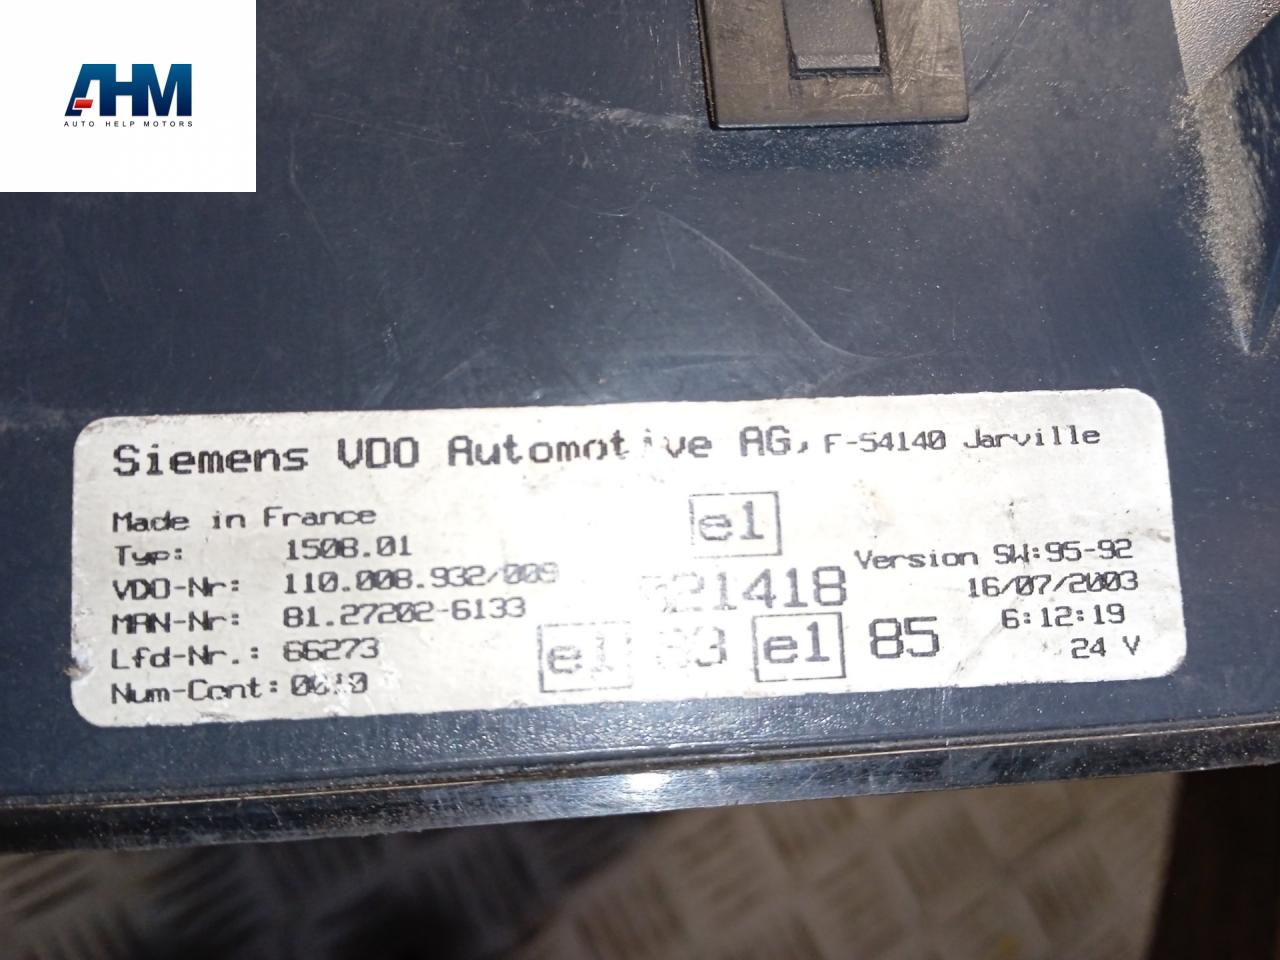 AHM
AUTO HELP MOTORS
Siemens VDO Automotive AG, F-54140 Jarville
Made in France
e1
Typ: 1508.01
Version SW:95-92
VDO-Nr: 110.008.932/009
16/07/2003
MAN-Nr: 81.27202-6133
6:12:19
Lfd-Nr.: 66273
e1 e1 85
24 V
Num-Cont: